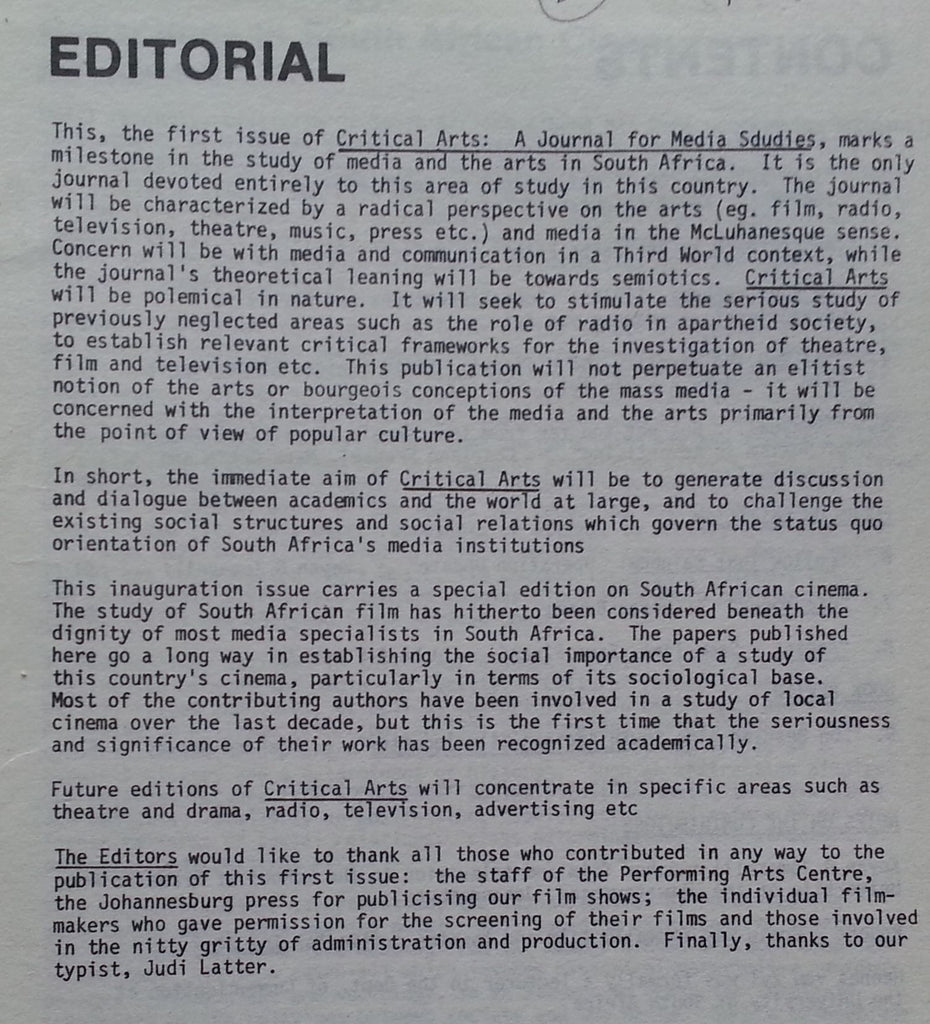 EDITORIAL
This, the first issue of Critical Arts: A Journal for Media Sdudies, marks a
milestone in the study of media and the arts in South Africa. It is the only
journal devoted entirely to this area of study in this country. The journal
will be characterized by a radical perspective on the arts (eg. film, radio,
television, theatre, music, press etc.) and media in the McLuhanesque sense.
Concern will be with media and communication in a Third World context, while
the journal's theoretical leaning will be towards semiotics. Critical Arts
will be polemical in nature. It will seek to stimulate the serious study of
previously neglected areas such as the role of radio in apartheid society,
to establish relevant critical frameworks for the investigation of theatre,
film and television etc. This publication will not perpetuate an elitist
notion of the arts or bourgeois conceptions of the mass media - it will be
concerned with the interpretation of the media and the arts primarily from
the point of view of popular culture.
In short, the immediate aim of Critical Arts will be to generate discussion
and dialogue between academics and the world at large, and to challenge the
existing social structures and social relations which govern the status quo
orientation of South Africa's media institutions
This inauguration issue carries a special edition on South African cinema.
The study of South African film has hitherto been considered beneath the
dignity of most media specialists in South Africa. The papers published
here go a long way in establishing the social importance of a study of
this country's cinema, particularly in terms of its sociological base.
Most of the contributing authors have been involved in a study of local
cinema over the last decade, but this is the first time that the seriousness
and significance of their work has been recognized academically.
Future editions of Critical Arts will concentrate in specific areas such as
theatre and drama, radio, television, advertising etc
The Editors would like to thank all those who contributed in any way to the
publication of this first issue: the staff of the Performing Arts Centre,
the Johannesburg press for publicising our film shows; the individual film-
makers who gave permission for the screening of their films and those involved
in the nitty gritty of administration and production. Finally, thanks to our
typist, Judi Latter.